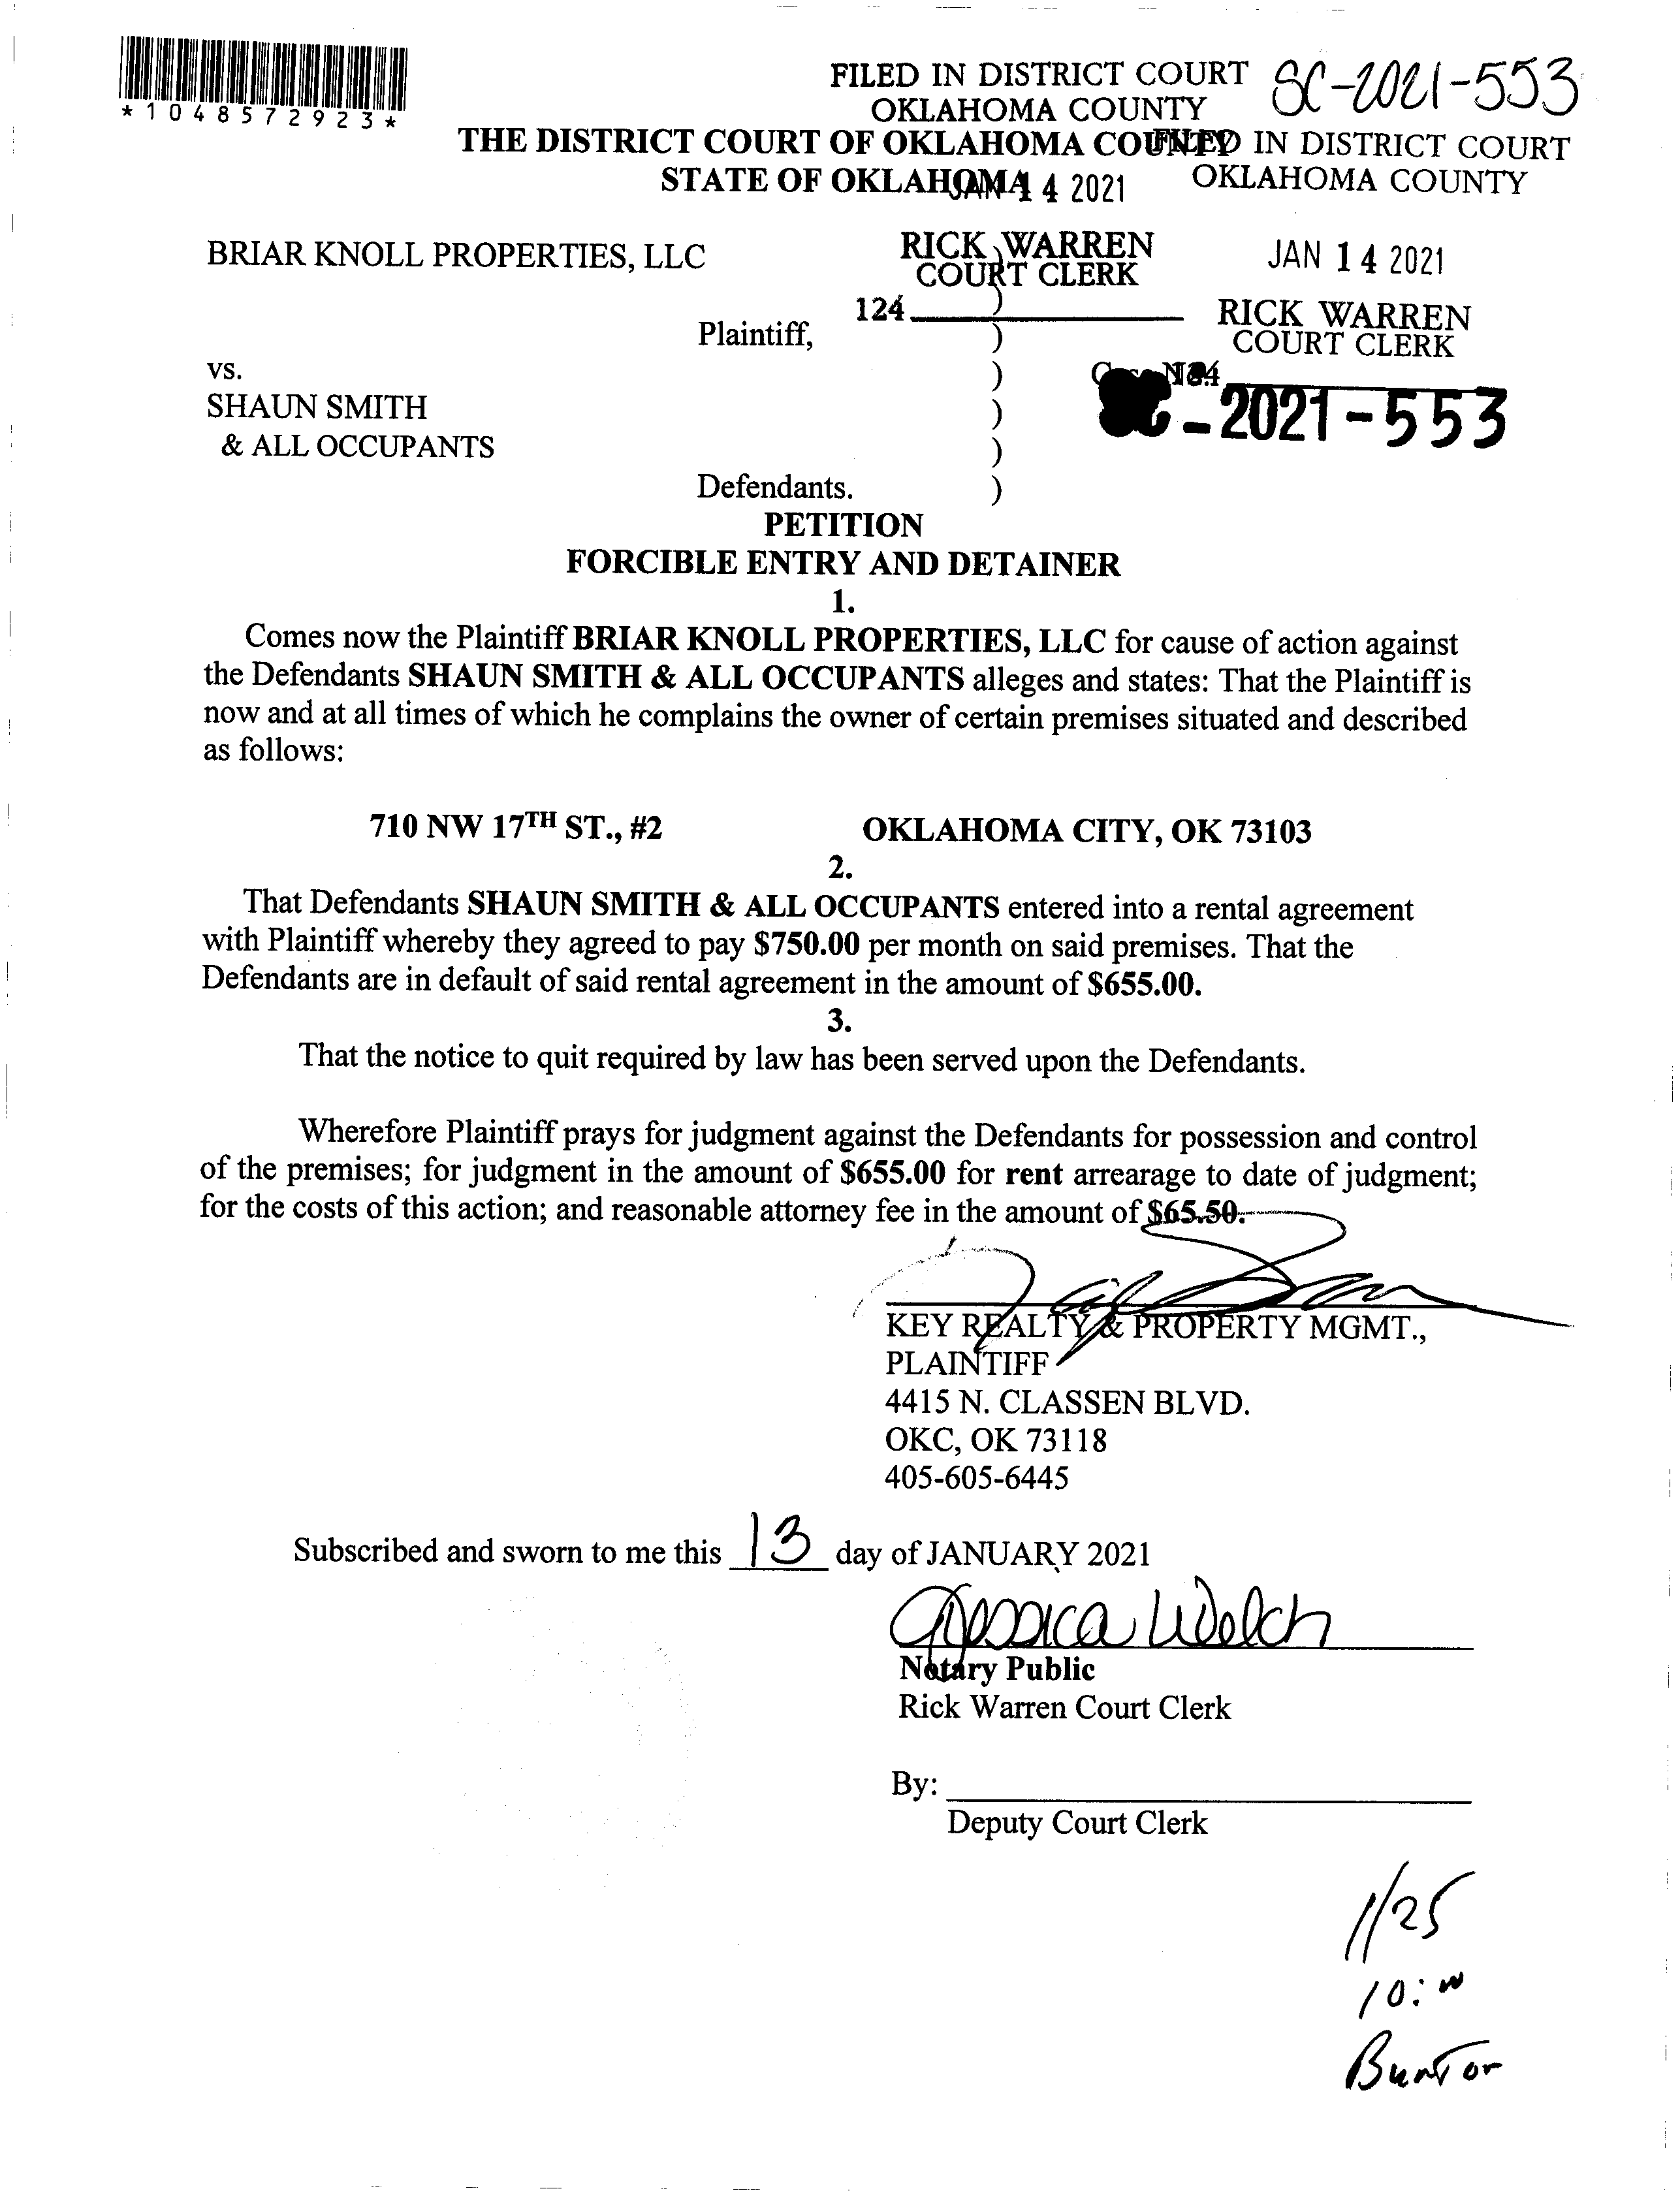 *1048572923*
FILED IN DISTRICT COURT
OKLAHOMA COUNTY
SC-2021-553
THE DISTRICT COURT OF OKLAHOMA COUNTY
FILED IN DISTRICT COURT
STATE OF OKLAHOMA
JAN 14 2021
OKLAHOMA COUNTY
BRIAR KNOLL PROPERTIES, LLC
RICK WARREN
COURT CLERK
JAN 14 2021
124
)
)
RICK WARREN
COURT CLERK
Plaintiff,
)
vs.
)
Case No.
SHAUN SMITH
)
-2021-553
& ALL OCCUPANTS
)
Defendants.
)
PETITION
FORCIBLE ENTRY AND DETAINER
1.
Comes now the Plaintiff BRIAR KNOLL PROPERTIES, LLC for cause of action against
the Defendants SHAUN SMITH & ALL OCCUPANTS alleges and states: That the Plaintiff is
now and at all times of which he complains the owner of certain premises situated and described
as follows:
710 NW 17TH ST., #2 OKLAHOMA CITY, OK 73103
2.
That Defendants SHAUN SMITH & ALL OCCUPANTS entered into a rental agreement
with Plaintiff whereby they agreed to pay $750.00 per month on said premises. That the
Defendants are in default of said rental agreement in the amount of $655.00.
3.
That the notice to quit required by law has been served upon the Defendants.
Wherefore Plaintiff prays for judgment against the Defendants for possession and control
of the premises; for judgment in the amount of $655.00 for rent arrearage to date of judgment;
for the costs of this action; and reasonable attorney fee in the amount of $65.50.
KEY REALTY & PROPERTY MGMT.,
PLAINTIFF
4415 N. CLASSEN BLVD.
OKC, OK 73118
405-605-6445
Subscribed and sworn to me this 13 day of JANUARY 2021
Jessica Welch
Notary Public
Rick Warren Court Clerk
By:
Deputy Court Clerk
1/25
10:
Buntor